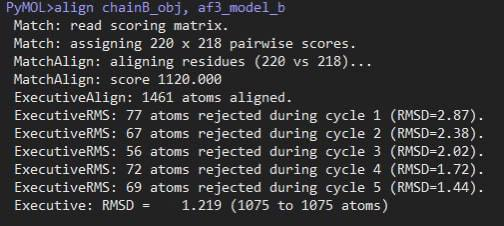 PyMOL>align chainB_obj, af3_model_b
Match: read scoring matrix.
Match: assigning 220 x 218 pairwise scores.
MatchAlign: aligning residues (220 vs 218)...
MatchAlign: score 1120.000
ExecutiveAlign: 1461 atoms aligned.
ExecutiveRMS: 77 atoms rejected during cycle 1 (RMSD=2.87).
ExecutiveRMS: 67 atoms rejected during cycle 2 (RMSD=2.38).
ExecutiveRMS: 56 atoms rejected during cycle 3 (RMSD=2.02).
ExecutiveRMS: 72 atoms rejected during cycle 4 (RMSD=1.72).
ExecutiveRMS: 69 atoms rejected during cycle 5 (RMSD=1.44).
Executive: RMSD =    1.219 (1075 to 1075 atoms)